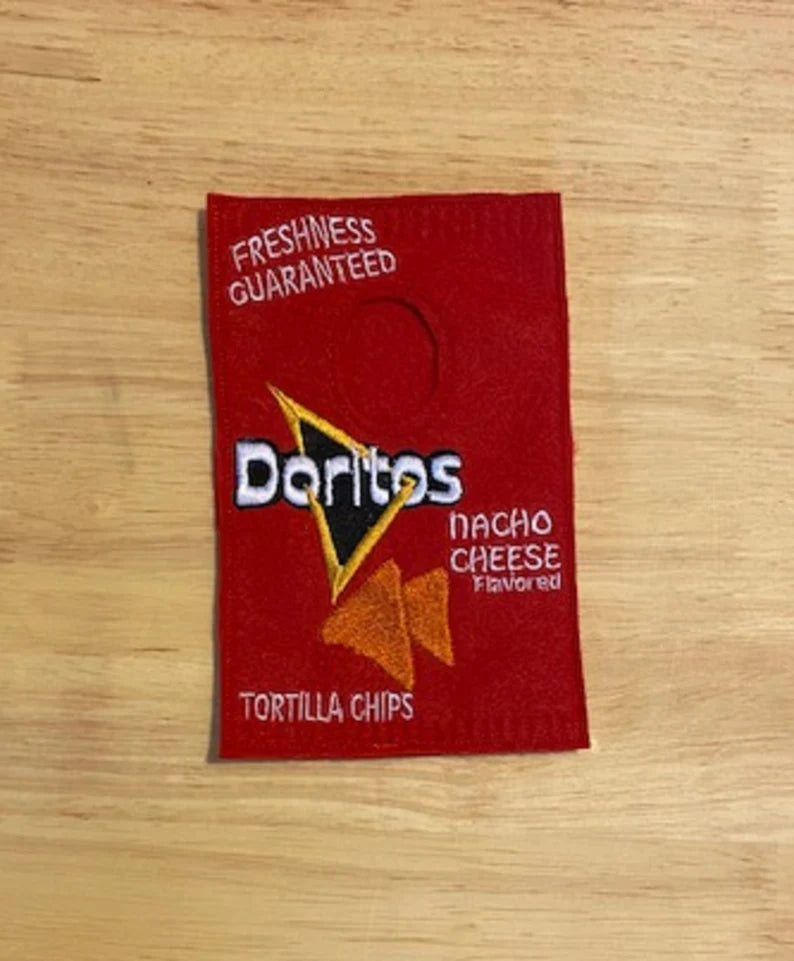 FRESHNESS
GUARANTEED
Doritos
NACHO
CHEESE
Flavored
TORTILLA CHIPS